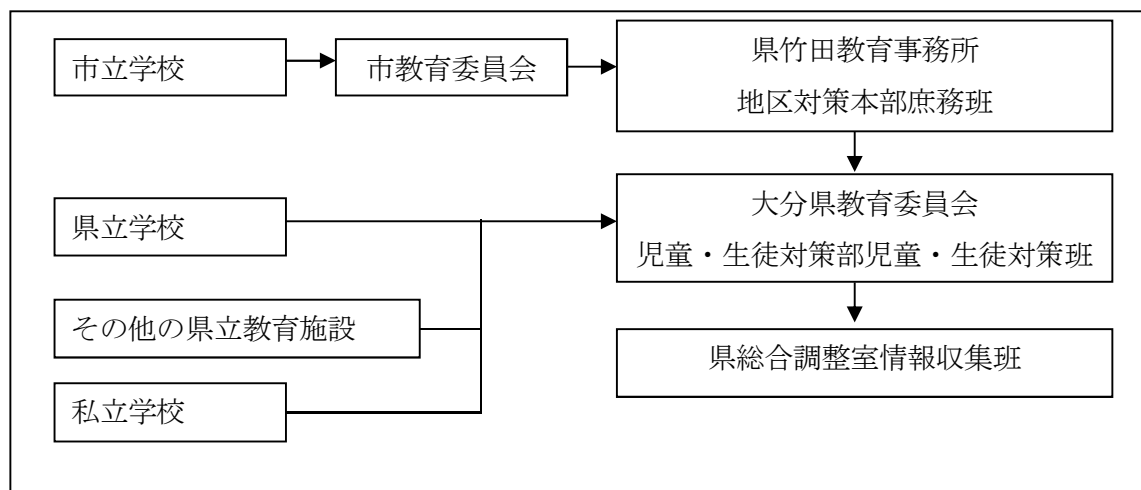 市立学校
市教育委員会
県竹田教育事務所
地区対策本部庶務班
県立学校
大分県教育委員会
児童・生徒対策部児童・生徒対策班
その他の県立教育施設
県総合調整室情報収集班
私立学校